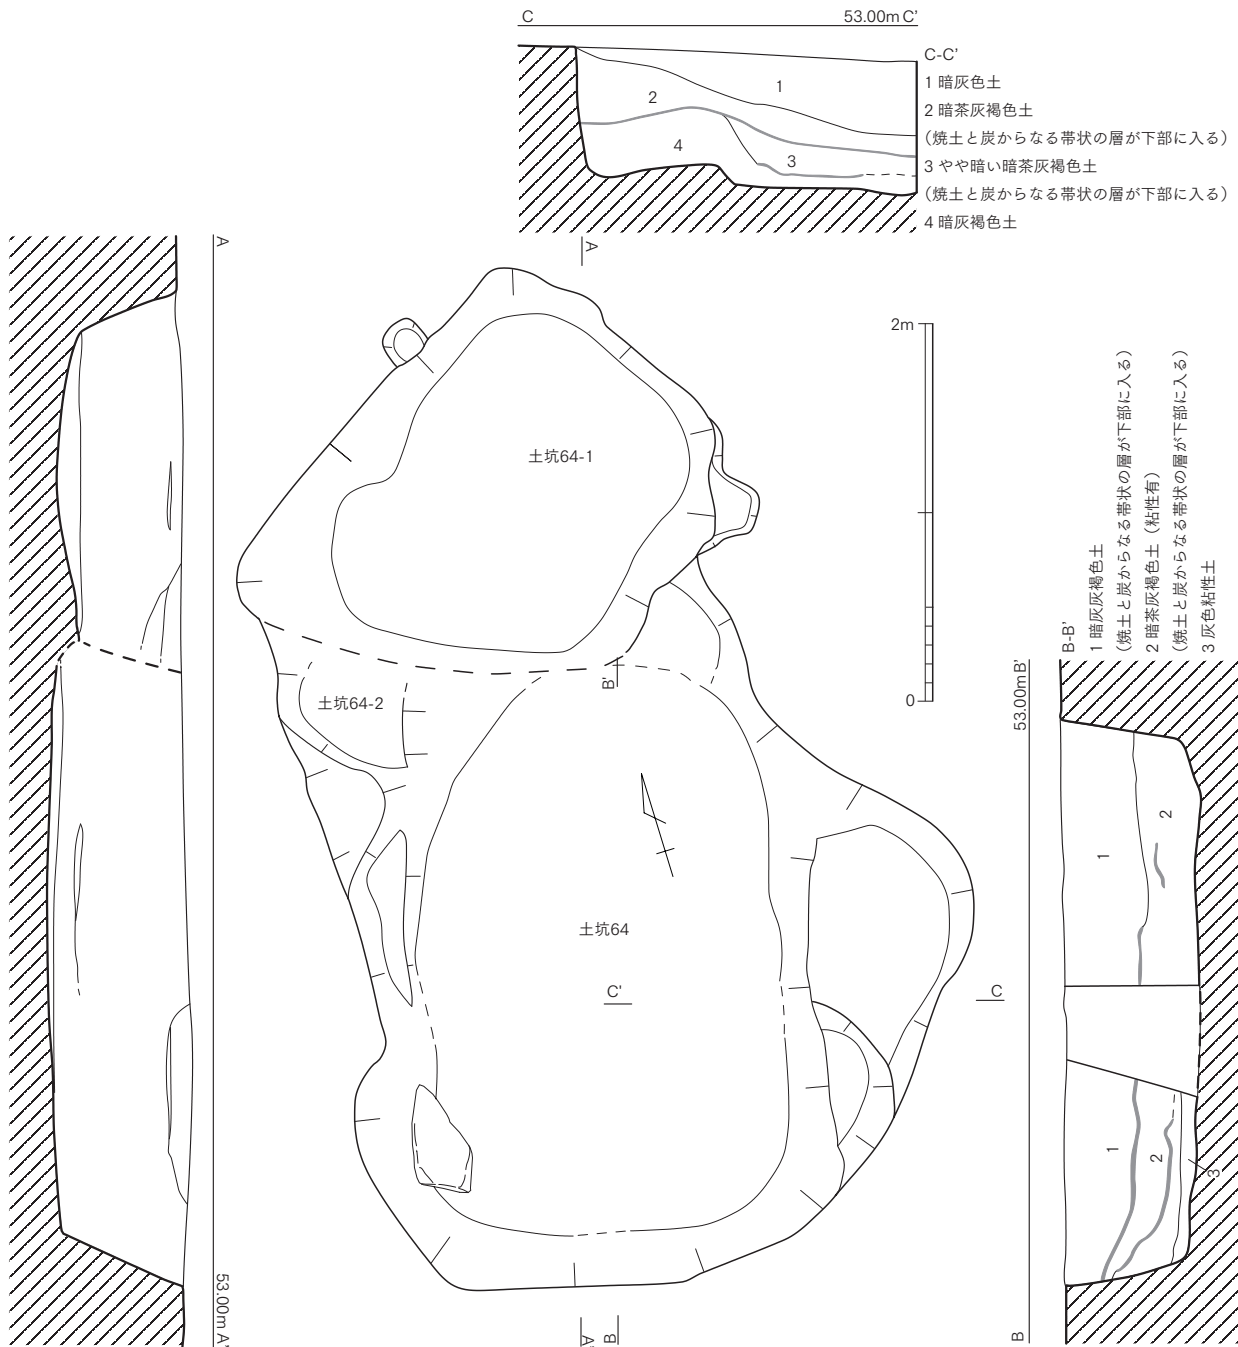 C 53.00m C'
C-C'
1 暗灰色土
2 暗茶灰褐色土
(焼土と炭からなる帯状の層が下部に入る)
3 やや暗い暗茶灰褐色土
(焼土と炭からなる帯状の層が下部に入る)
4 暗灰褐色土
1
2
4
3
A
A
2m
0
土坑64-1
土坑64-2
B'
土坑64
C'
C
A'
B
53.00m A'
B-B'
1 暗灰灰褐色土
(焼土と炭からなる帯状の層が下部に入る)
2 暗茶灰褐色土(粘性有)
(焼土と炭からなる帯状の層が下部に入る)
3 灰色粘性土
53.00m B'
B
1
2
1
2
3